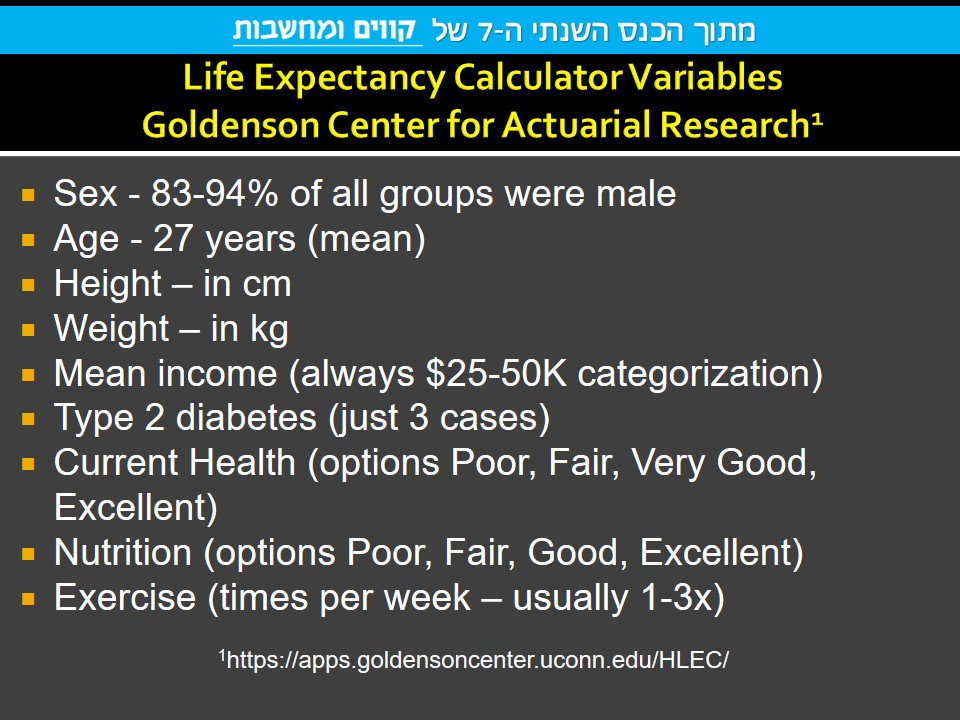 מתוך הכנס השנתי ה-7 של קווים ומחשבות
Life Expectancy Calculator Variables
Goldenson Center for Actuarial Research¹
▪ Sex - 83-94% of all groups were male
▪ Age - 27 years (mean)
▪ Height – in cm
▪ Weight – in kg
▪ Mean income (always $25-50K categorization)
▪ Type 2 diabetes (just 3 cases)
▪ Current Health (options Poor, Fair, Very Good,
Excellent)
▪ Nutrition (options Poor, Fair, Good, Excellent)
▪ Exercise (times per week – usually 1-3x)
¹https://apps.goldensoncenter.uconn.edu/HLEC/